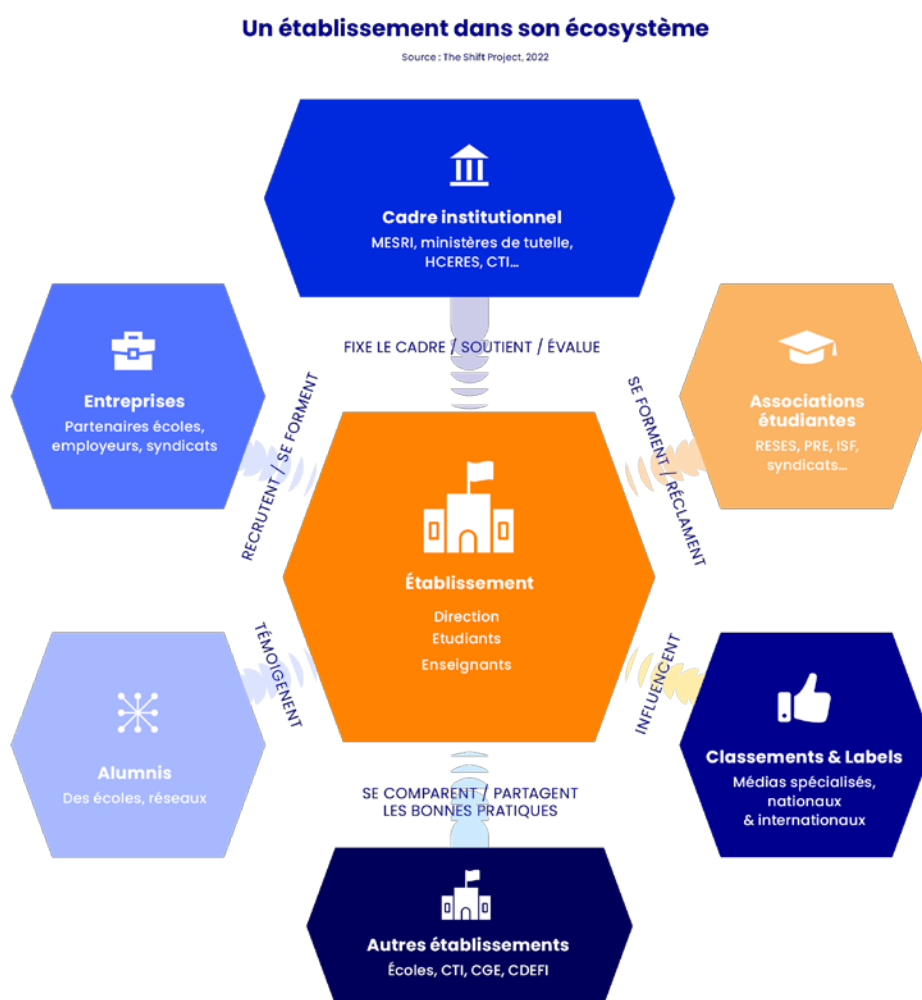 Un établissement dans son écosystème
Source : The Shift Project, 2022
Cadre institutionnel
MESRI, ministères de tutelle,
HCERES, CTI...
FIXE LE CADRE / SOUTIENT / ÉVALUE
Entreprises
Partenaires écoles,
employeurs, syndicats
RECRUTENT / SE FORMENT
Associations
étudiantes
RESES, PRE, ISF,
syndicats...
SE FORMENT / RÉCLAMENT
Établissement
Direction
Etudiants
Enseignants
Alumnis
Des écoles, réseaux
TÉMOIGENENT
Classements & Labels
Médias spécialisés,
nationaux
& internationaux
INFLUENCENT
SE COMPARENT / PARTAGENT
LES BONNES PRATIQUES
Autres établissements
Écoles, CTI, CGE, CDEFI